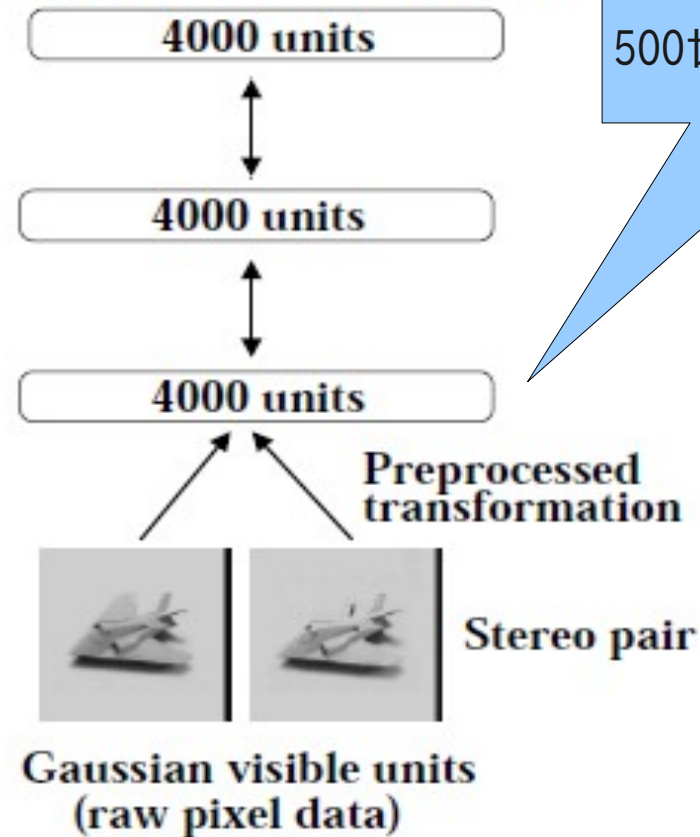 4000 units
500
4000 units
4000 units
Preprocessed
transformation
Stereo pair
Gaussian visible units
(raw pixel data)